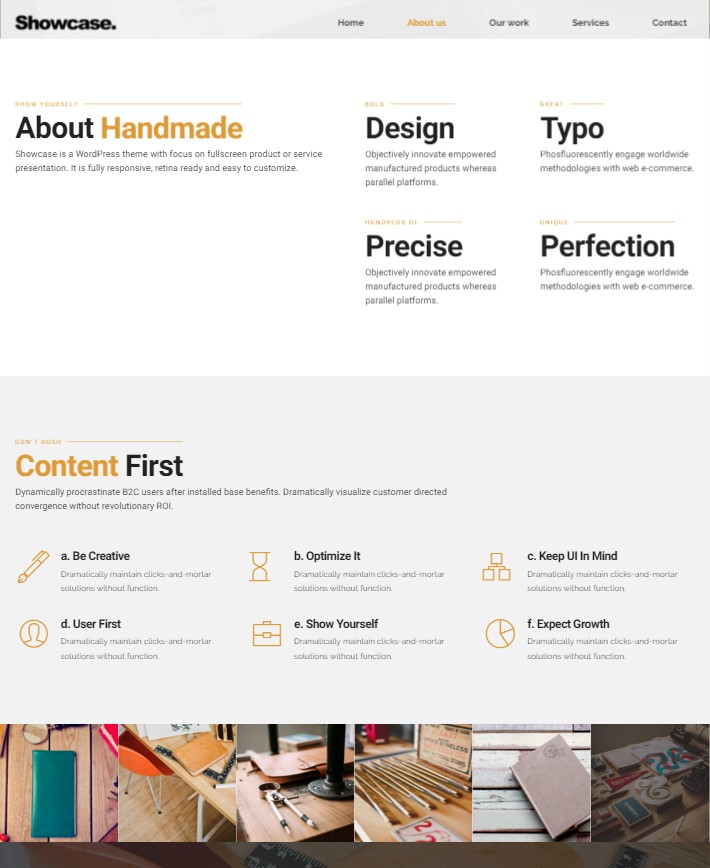 Showcase.
Home
About us
Our work
Services
Contact
SHOW YOURSELF
About Handmade
Showcase is a WordPress theme with focus on fullscreen product or service
presentation. It is fully responsive, retina ready and easy to customize.
BOLD
Design
Objectively innovate empowered
manufactured products whereas
parallel platforms.
GREAT
Typo
Phosfluorescently engage worldwide
methodologies with web e-commerce.
HUNDREDS OF
Precise
Objectively innovate empowered
manufactured products whereas
parallel platforms.
UNIQUE
Perfection
Phosfluorescently engage worldwide
methodologies with web e-commerce.
DON'T RUSH
Content First
Dynamically procrastinate B2C users after installed base benefits. Dramatically visualize customer directed
convergence without revolutionary ROI.
a. Be Creative
Dramatically maintain clicks-and-mortar
solutions without function.
b. Optimize It
Dramatically maintain clicks-and-mortar
solutions without function.
c. Keep UI In Mind
Dramatically maintain clicks-and-mortar
solutions without function.
d. User First
Dramatically maintain clicks-and-mortar
solutions without function.
e. Show Yourself
Dramatically maintain clicks-and-mortar
solutions without function.
f. Expect Growth
Dramatically maintain clicks-and-mortar
solutions without function.